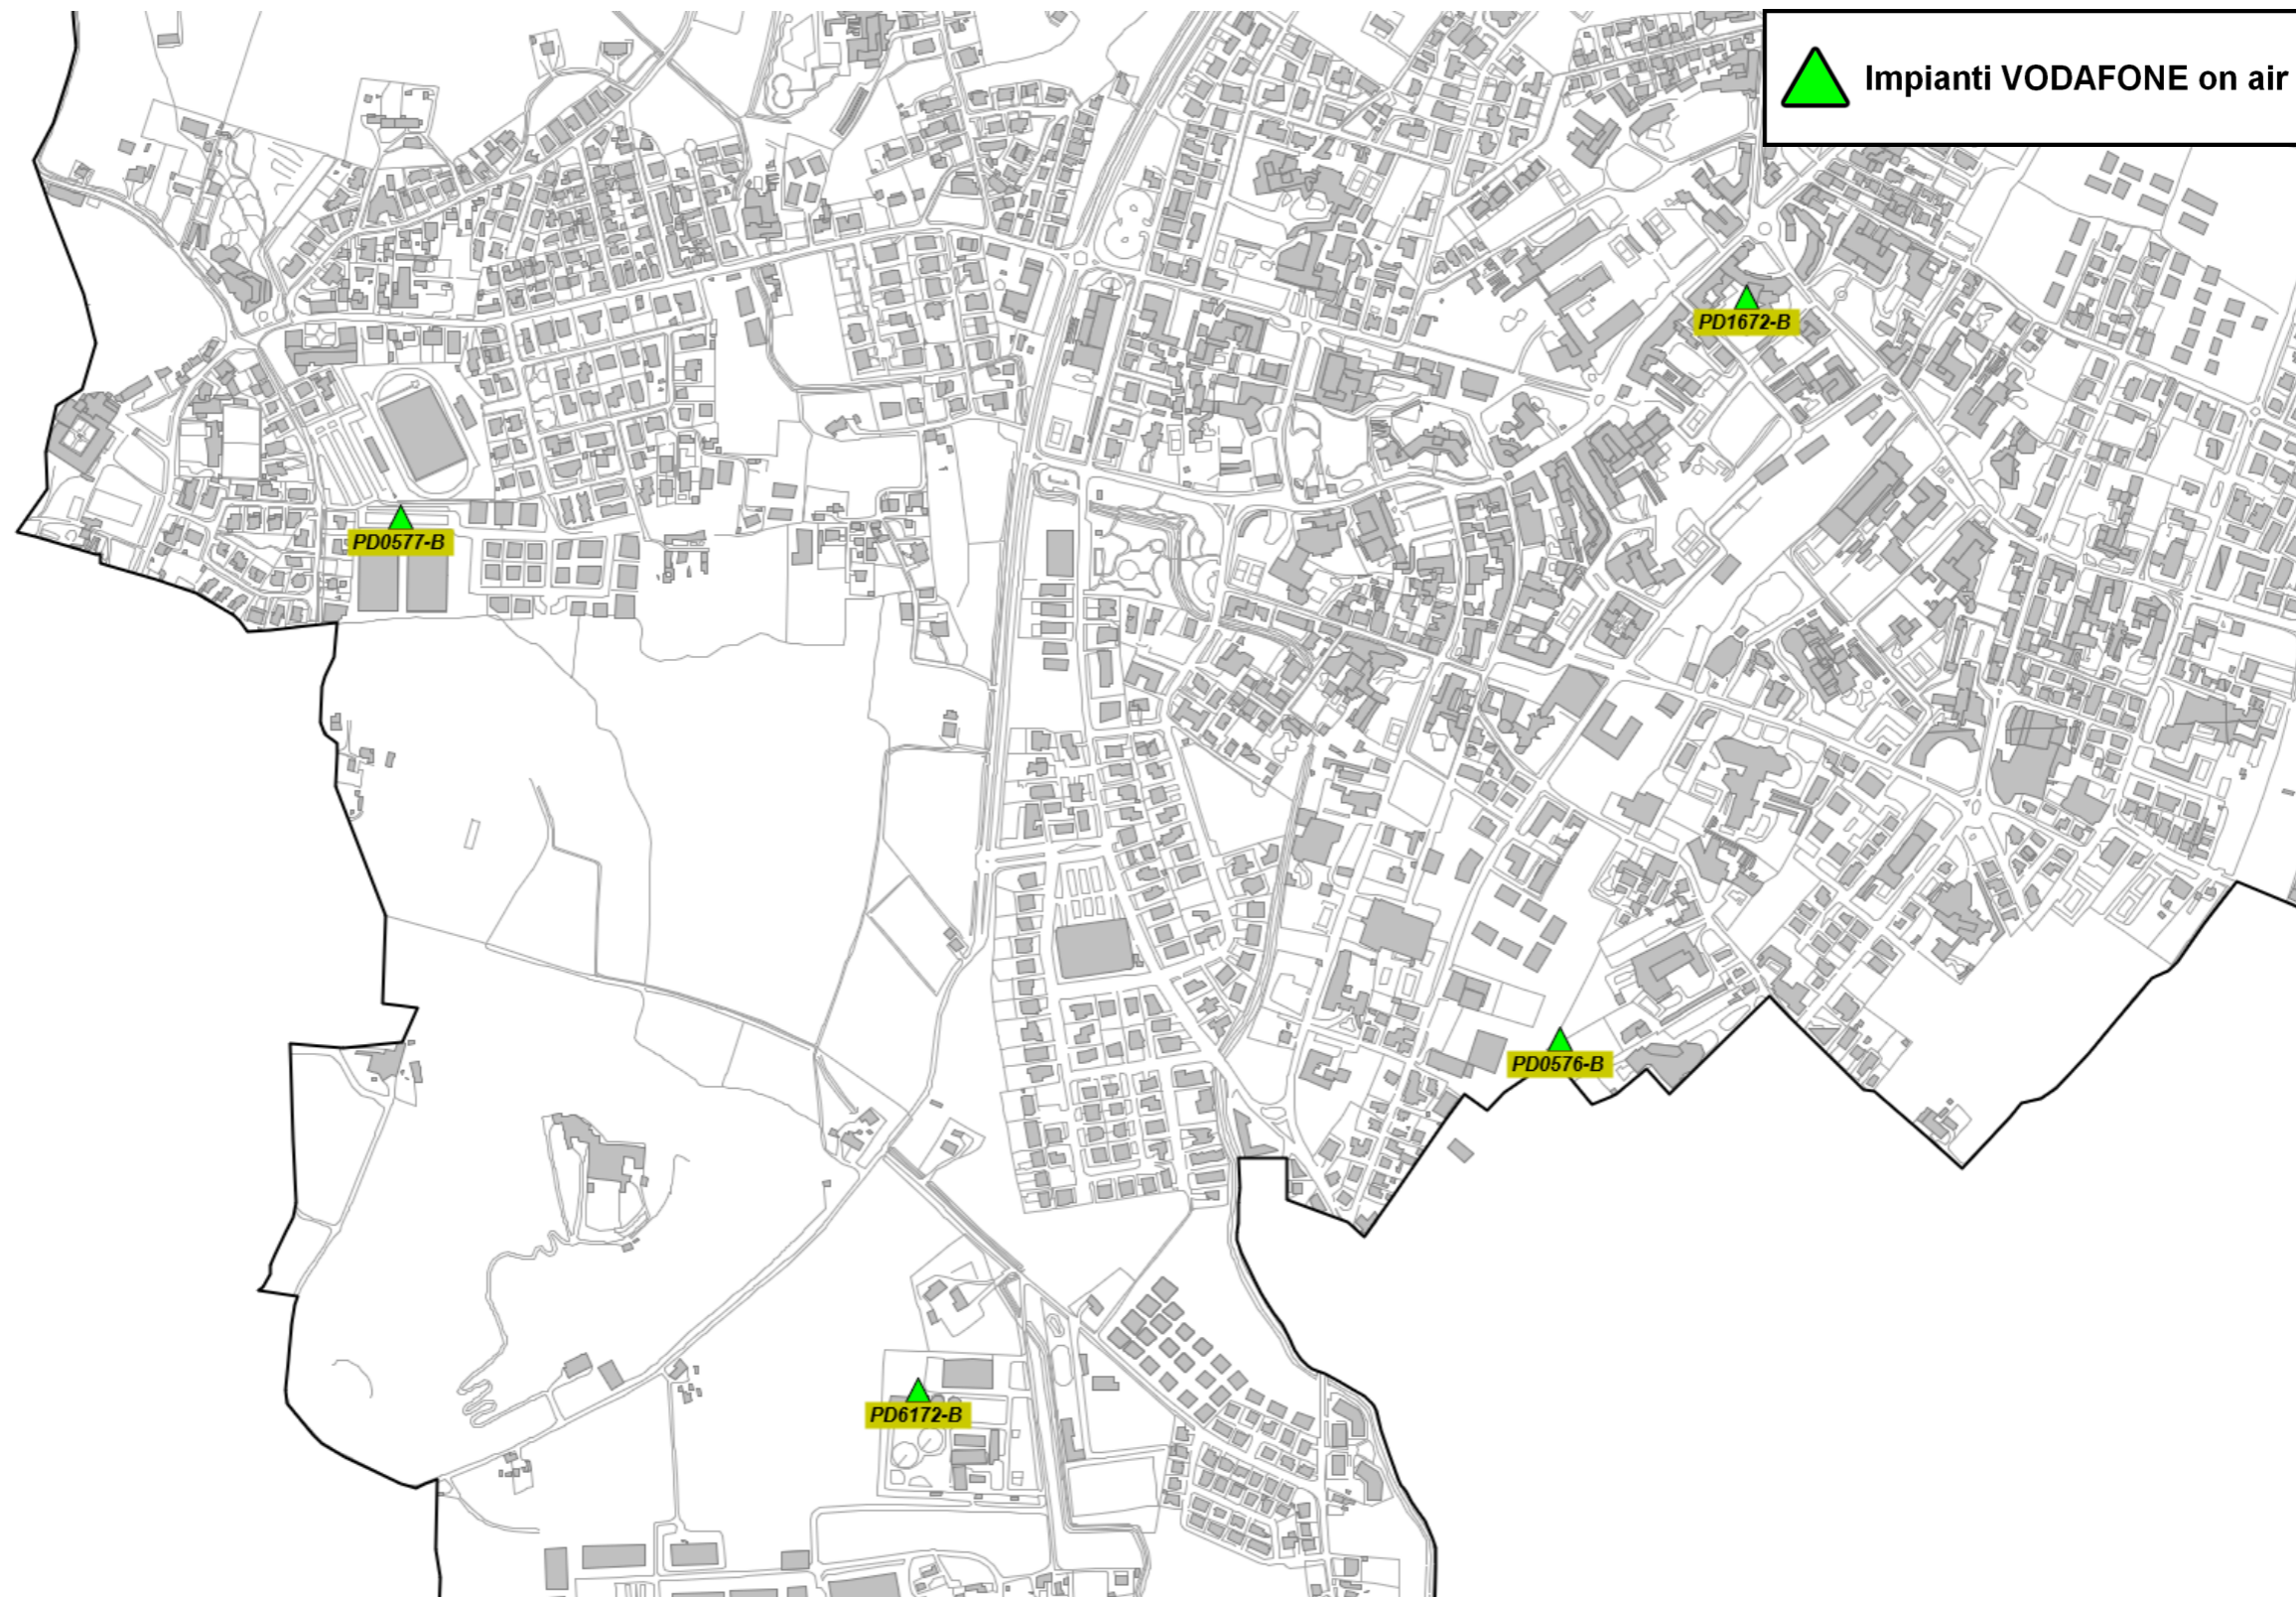 Impianti VODAFONE on air
PD1672-B
PD0577-B
PD0576-B
PD6172-B